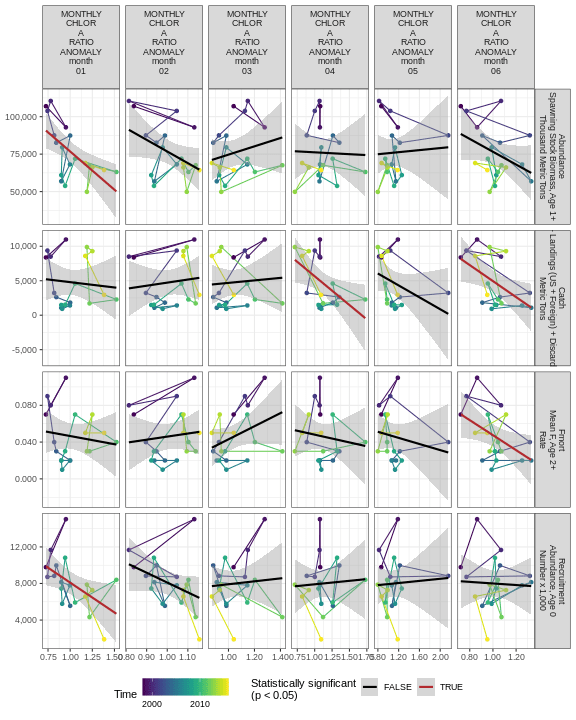 MONTHLY CHLOR A RATIO ANOMALY month 01
MONTHLY CHLOR A RATIO ANOMALY month 02
MONTHLY CHLOR A RATIO ANOMALY month 03
MONTHLY CHLOR A RATIO ANOMALY month 04
MONTHLY CHLOR A RATIO ANOMALY month 05
MONTHLY CHLOR A RATIO ANOMALY month 06
100,000
75,000
50,000
Abundance
Spawning Stock Biomass, Age 1+
Thousand Metric Tons
10,000
5,000
0
-5,000
Catch
Landings (US + Foreign) + Discard
Metric Tons
0.080
0.040
0.000
Fmort
Mean F, Age 2+
Rate
12,000
8,000
4,000
Recruitment
Abundance, Age 0
Number x 1,000
0.75 1.00 1.25 1.50
0.80 0.90 1.00 1.10
1.00 1.20 1.40
0.75 1.00 1.25 1.50 1.75
0.80 1.20 1.60 2.00
0.80 1.00 1.20
Time
2000 2010
Statistically significant
(p < 0.05)
FALSE
TRUE